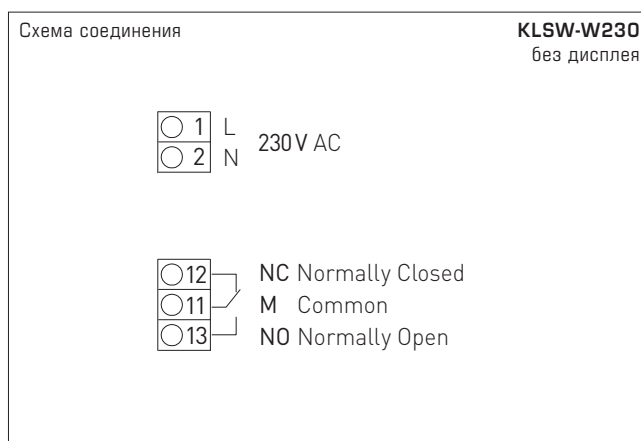 Схема соединения KLSW-W230
без дисплея
1 L
230 V AC
2 N
12 NC Normally Closed
11 M Common
13 NO Normally Open